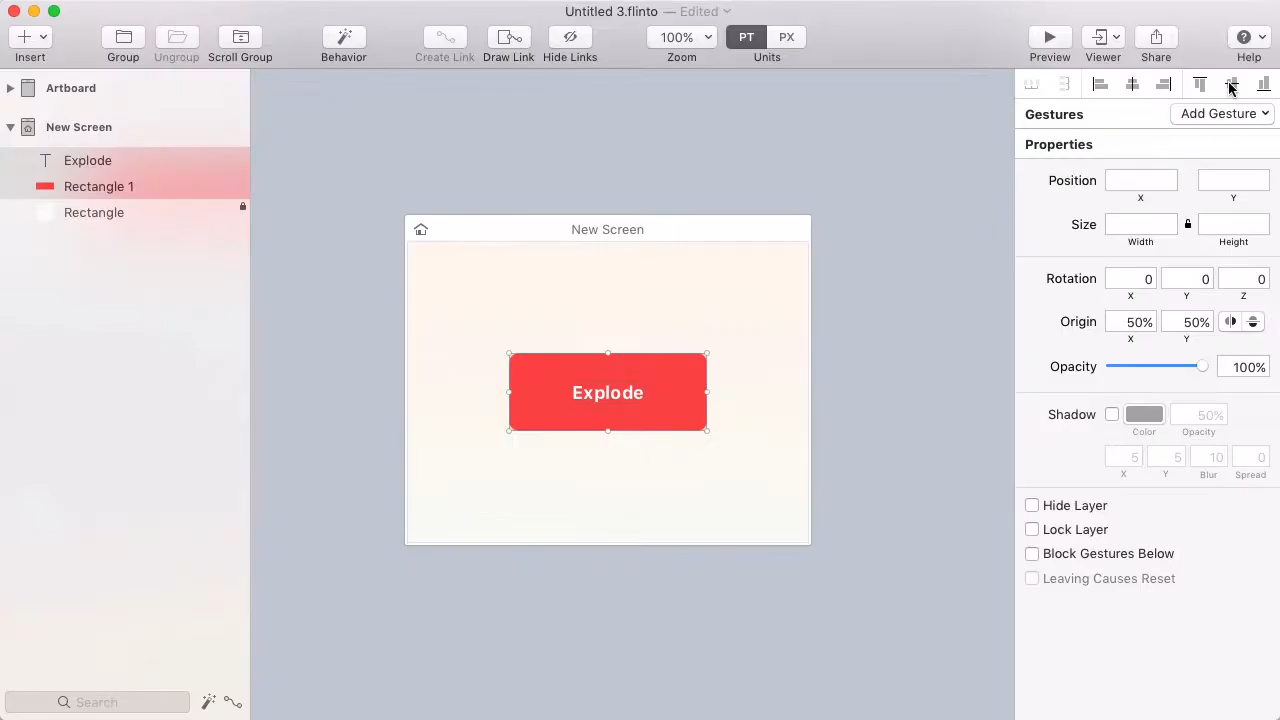 Untitled 3.flinto — Edited
Insert
Group
Ungroup
Scroll Group
Behavior
Create Link
Draw Link
Hide Links
100%
Zoom
PT
PX
Units
Preview
Viewer
Share
Help
Artboard
New Screen
Explode
Rectangle 1
Rectangle
Search
New Screen
Explode
Gestures
Add Gesture
Properties
Position
X
Y
Size
Width
Height
Rotation
0
0
0
X
Y
Z
Origin
50%
50%
X
Y
Opacity
100%
Shadow
50%
Color
Opacity
5
5
10
0
X
Y
Blur
Spread
Hide Layer
Lock Layer
Block Gestures Below
Leaving Causes Reset